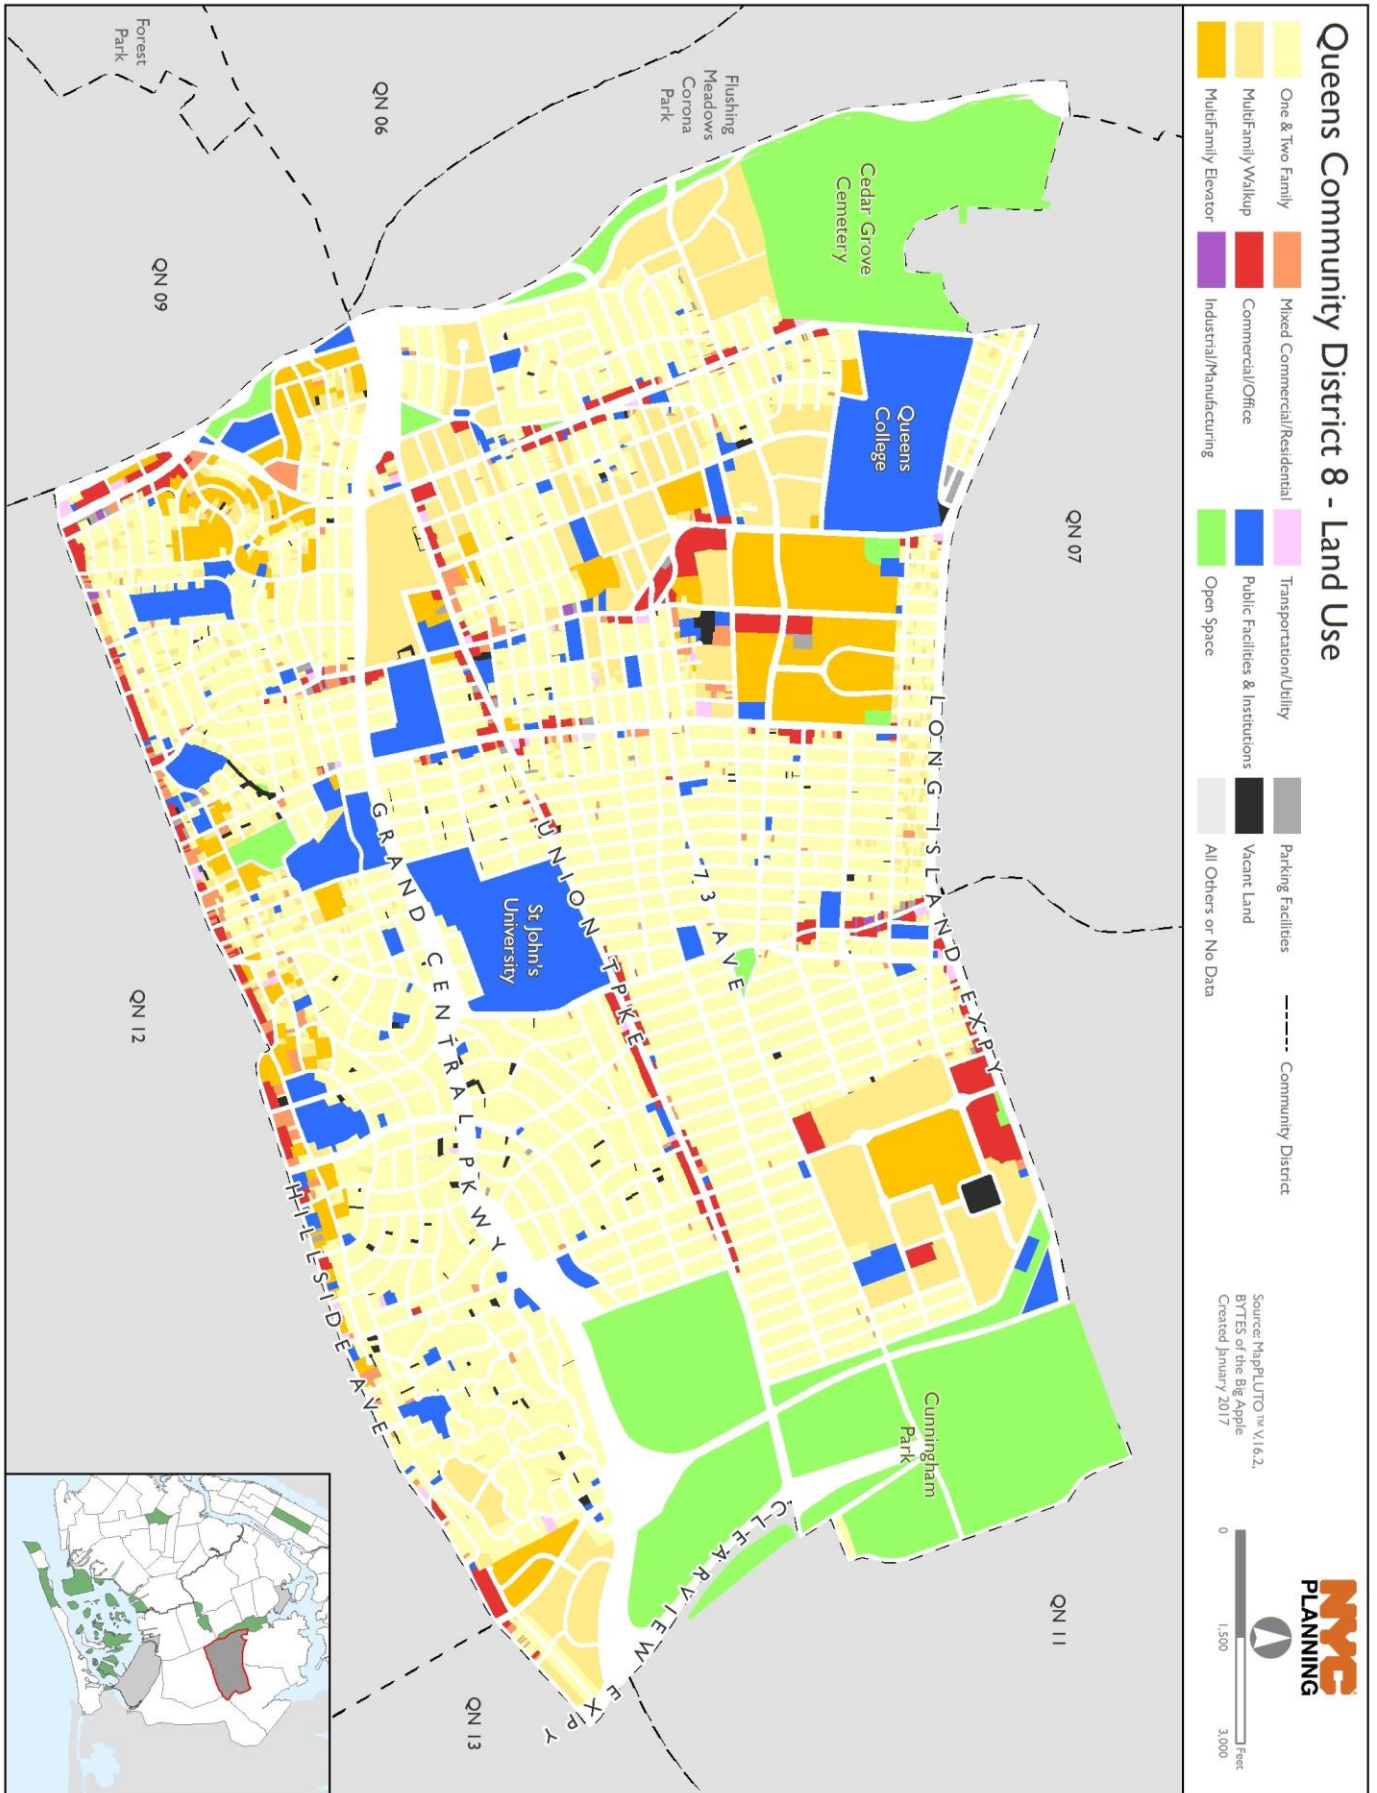 Queens Community District 8 - Land Use
One & Two Family
MultiFamily Walkup
MultiFamily Elevator
Mixed Commercial/Residential
Commercial/Office
Industrial/Manufacturing
Transportation/Utility
Public Facilities & Institutions
Open Space
Parking Facilities
Vacant Land
All Others or No Data
Community District
Source: MapPLUTO™ V.16.2,
BYTES of the Big Apple
Created January 2017
NYC
PLANNING
0
1,500
3,000
Feet
QN 07
QN 11
Cedar Grove
Cemetery
Queens
College
LONG ISLAND EXPY
Cunningham
Park
CLEARVIEW EXPY
Flushing
Meadows
Corona
Park
73 AVE
UNION TPKE
St John's
University
QN 06
GRAND CENTRAL PKWY
QN 13
HILLSIDE AVE
Forest
Park
QN 09
QN 12